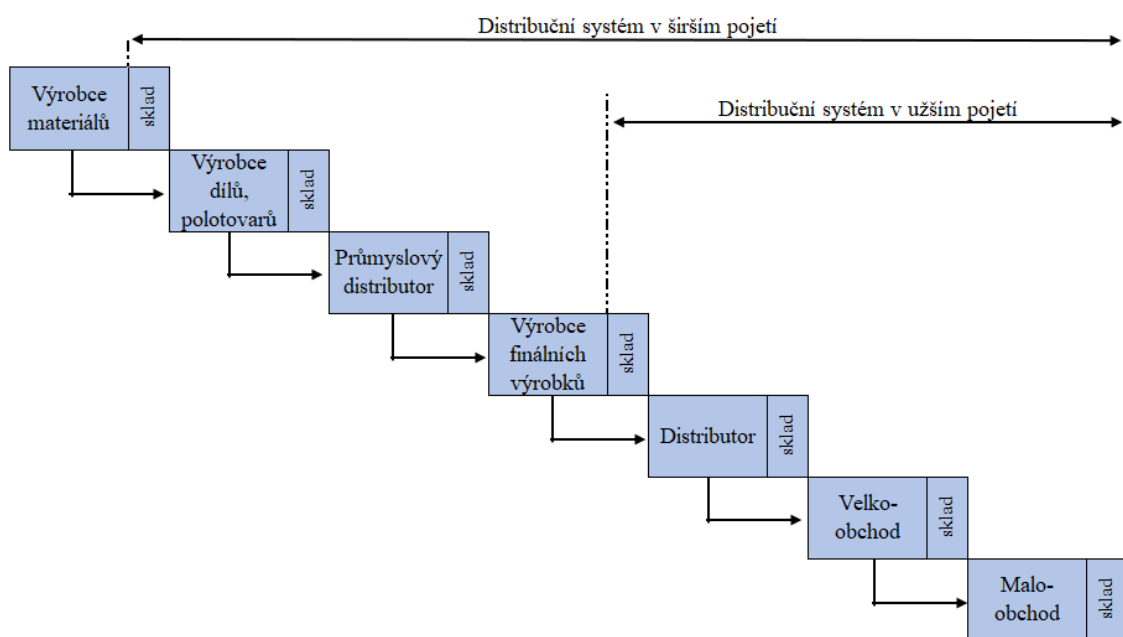 Distribuční systém v širším pojetí
Výrobce
materiálů
sklad
Distribuční systém v užším pojetí
Výrobce
dílů,
polotovarů
sklad
Průmyslový
distributor
sklad
Výrobce
finálních
výrobků
sklad
Distributor
sklad
Velko-
obchod
sklad
Malo-
obchod
sklad